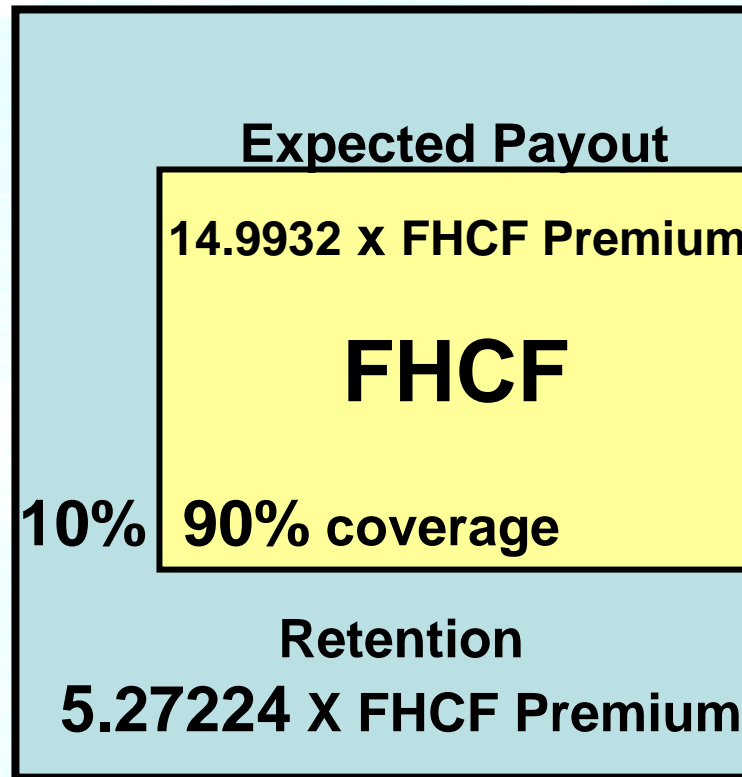 Expected Payout
14.9932 x FHCF Premium
FHCF
10% 90% coverage
Retention
5.27224 X FHCF Premium